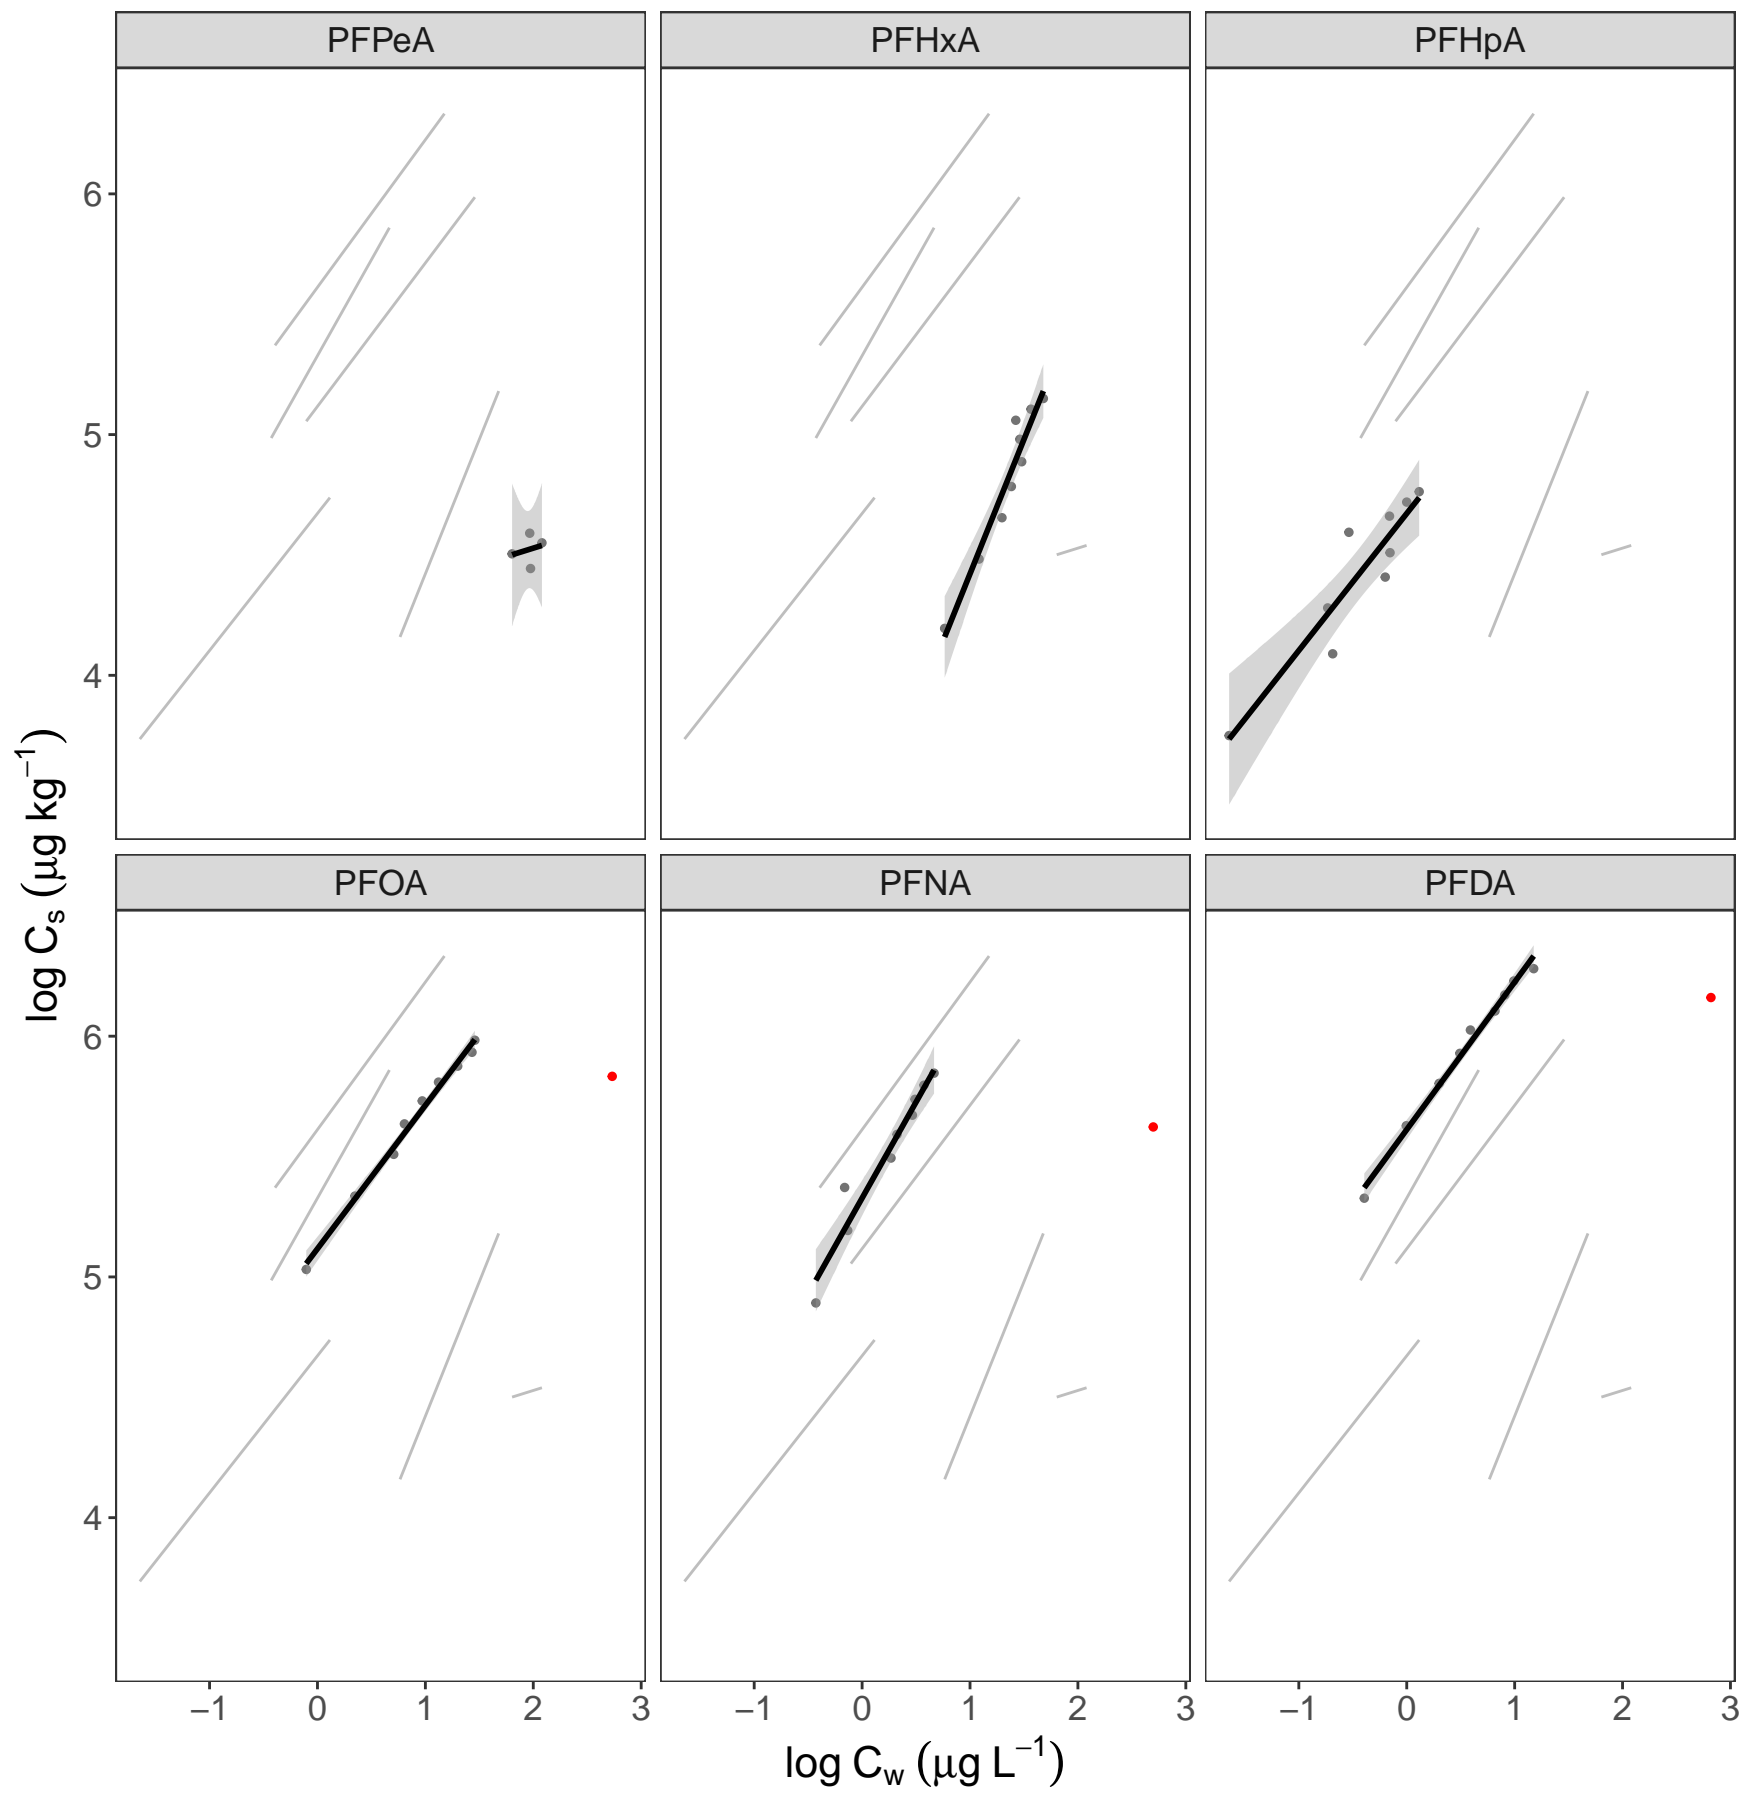 PFPeA PFHxA PFHpA
6
5
4
PFOA PFNA PFDA
6
5
4
−1 0 1 2 3 −1 0 1 2 3 −1 0 1 2 3
log Cw (μg L−1)
log Cs (μg kg−1)